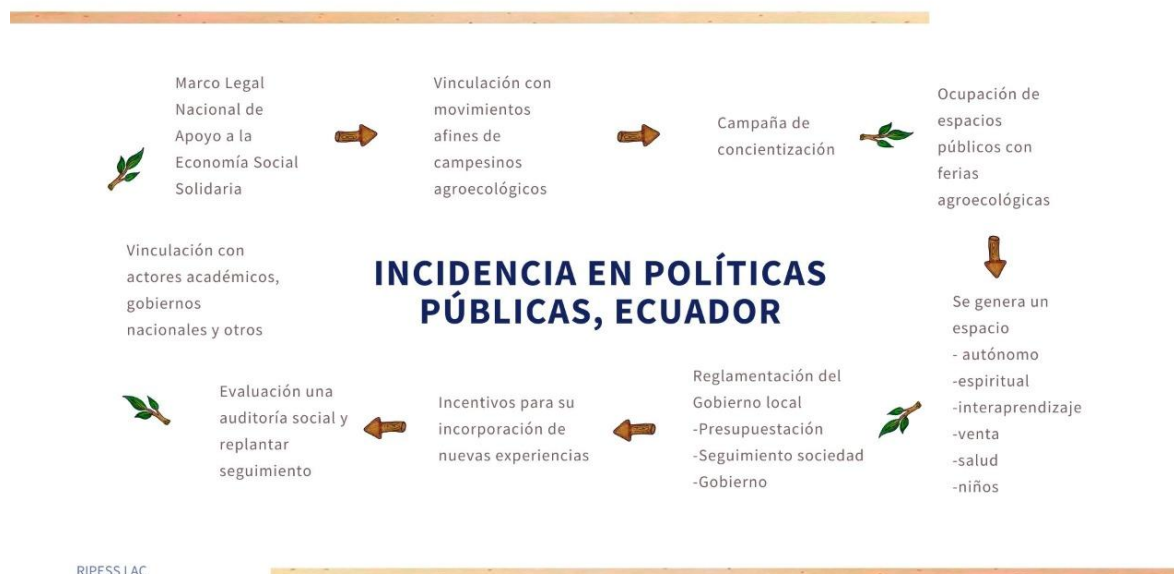 Marco Legal
Nacional de
Apoyo a la
Economía Social
Solidaria
Vinculación con
movimientos
afines de
campesinos
agroecológicos
Campaña de
concientización
Ocupación de
espacios
públicos con
ferias
agroecológicas
Vinculación con
actores académicos,
gobiernos
nacionales y otros
INCIDENCIA EN POLÍTICAS
PÚBLICAS, ECUADOR
Se genera un
espacio
- autónomo
-espiritual
-interaprendizaje
-venta
-salud
-niños
Reglamentación del
Gobierno local
-Presupuestación
-Seguimiento sociedad
-Gobierno
Incentivos para su
incorporación de
nuevas experiencias
Evaluación una
auditoría social y
replantar
seguimiento
RIPESS LAC